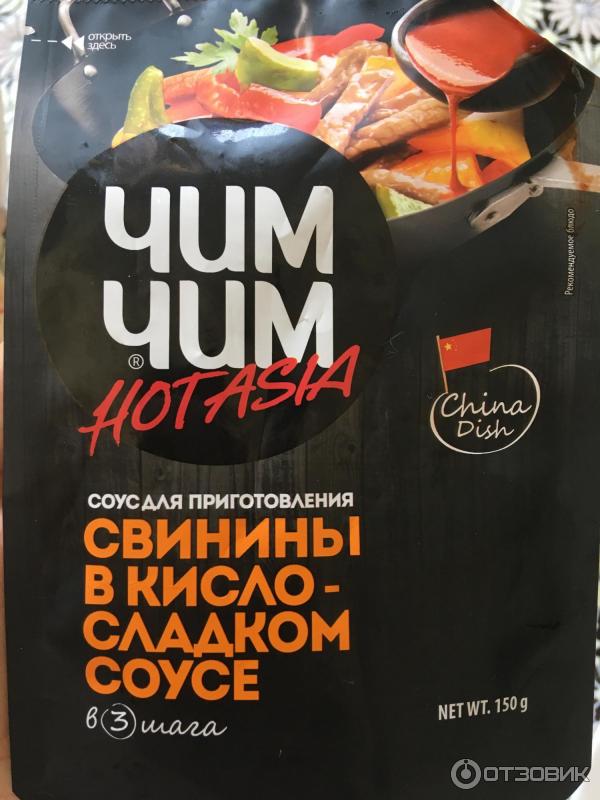 открыть
здесь
ЧИМ
ЧИМ
®
HOT ASIA
Рекомендуемое блюдо
China
Dish
СОУС ДЛЯ ПРИГОТОВЛЕНИЯ
СВИНИНЫ
В КИСЛО-
СЛАДКОМ
СОУСЕ
в 3 шага
NET WT. 150 g
ОТЗОВИК